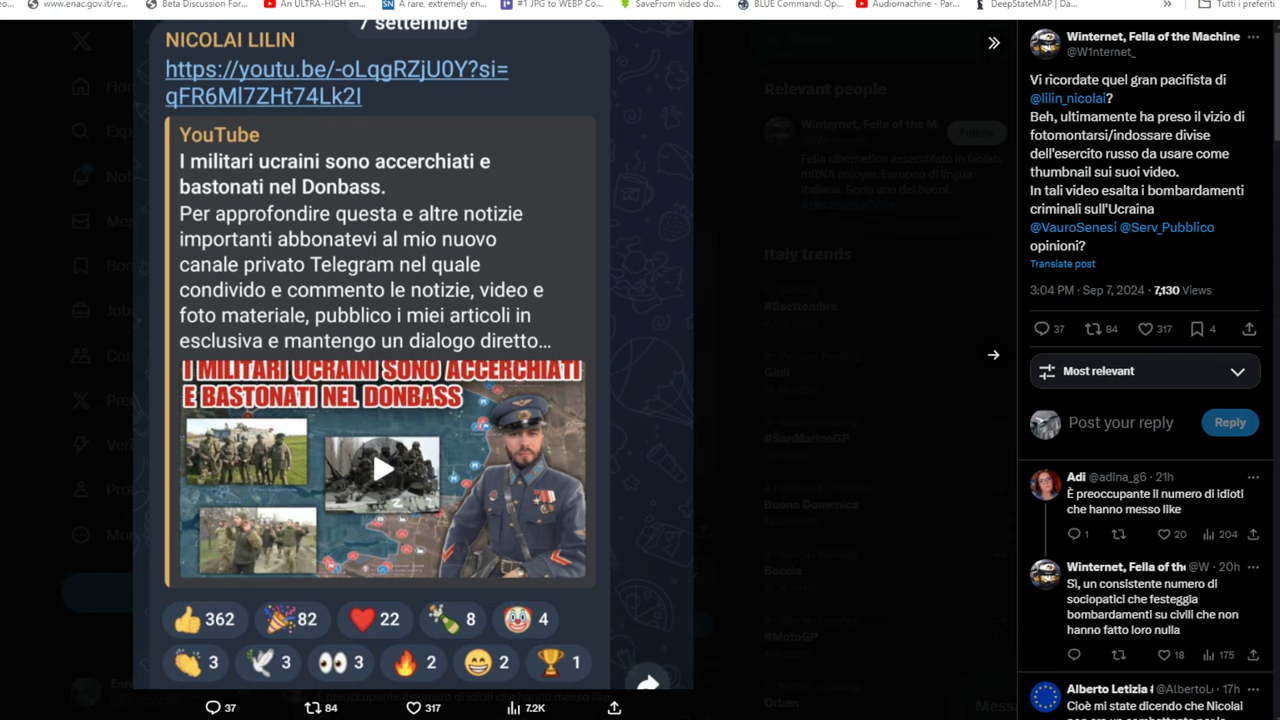 www.enac.gov.it/re...
Beta Discussion For...
An ULTRA-HIGH en...
A rare, extremely en...
#1 JPG to WEBP Co...
SaveFrom video do...
BLUE Command: Op...
Audiomachine - Par...
DeepStateMAP | Da...
»
Tutti i preferiti
7 settembre
NICOLAI LILIN
https://youtu.be/-oLqgRZjU0Y?si=
qFR6Ml7ZHt74Lk2I
YouTube
I militari ucraini sono accerchiati e
bastonati nel Donbass.
Per approfondire questa e altre notizie
importanti abbonatevi al mio nuovo
canale privato Telegram nel quale
condivido e commento le notizie, video e
foto materiale, pubblico i miei articoli in
esclusiva e mantengo un dialogo diretto...
I MILITARI UCRAINI SONO ACCERCHIATI
E BASTONATI NEL DONBASS
362
82
22
8
4
3
3
3
2
2
1
37
84
317
7.2K
Relevant people
Winternet, Fella of the M
Follow
Fella cibernetico assemblato in biolab.
mRNA enjoyer. Europeo di lingua
italiana. Sono uno dei buoni.
Italy trends
#8settembre
Giuli
#SanMarinoGP
Buona Domenica
Boccia
#MotoGP
Orban
Winternet, Fella of the Machine
@W1nternet_
Vi ricordate quel gran pacifista di
@lilin_nicolai?
Beh, ultimamente ha preso il vizio di
fotomontarsi/indossare divise
dell'esercito russo da usare come
thumbnail sui suoi video.
In tali video esalta i bombardamenti
criminali sull'Ucraina
@VauroSenesi @Serv_Pubblico
opinioni?
Translate post
3:04 PM · Sep 7, 2024 · 7,130 Views
37
84
317
4
Most relevant
Post your reply
Reply
Adi @adina_g6 · 21h
È preoccupante il numero di idioti
che hanno messo like
1
20
204
Winternet, Fella of the @W · 20h
Sì, un consistente numero di
sociopatici che festeggia
bombardamenti su civili che non
hanno fatto loro nulla
18
175
Alberto Letizia @AlbertoL · 17h
Cioè mi state dicendo che Nicolai